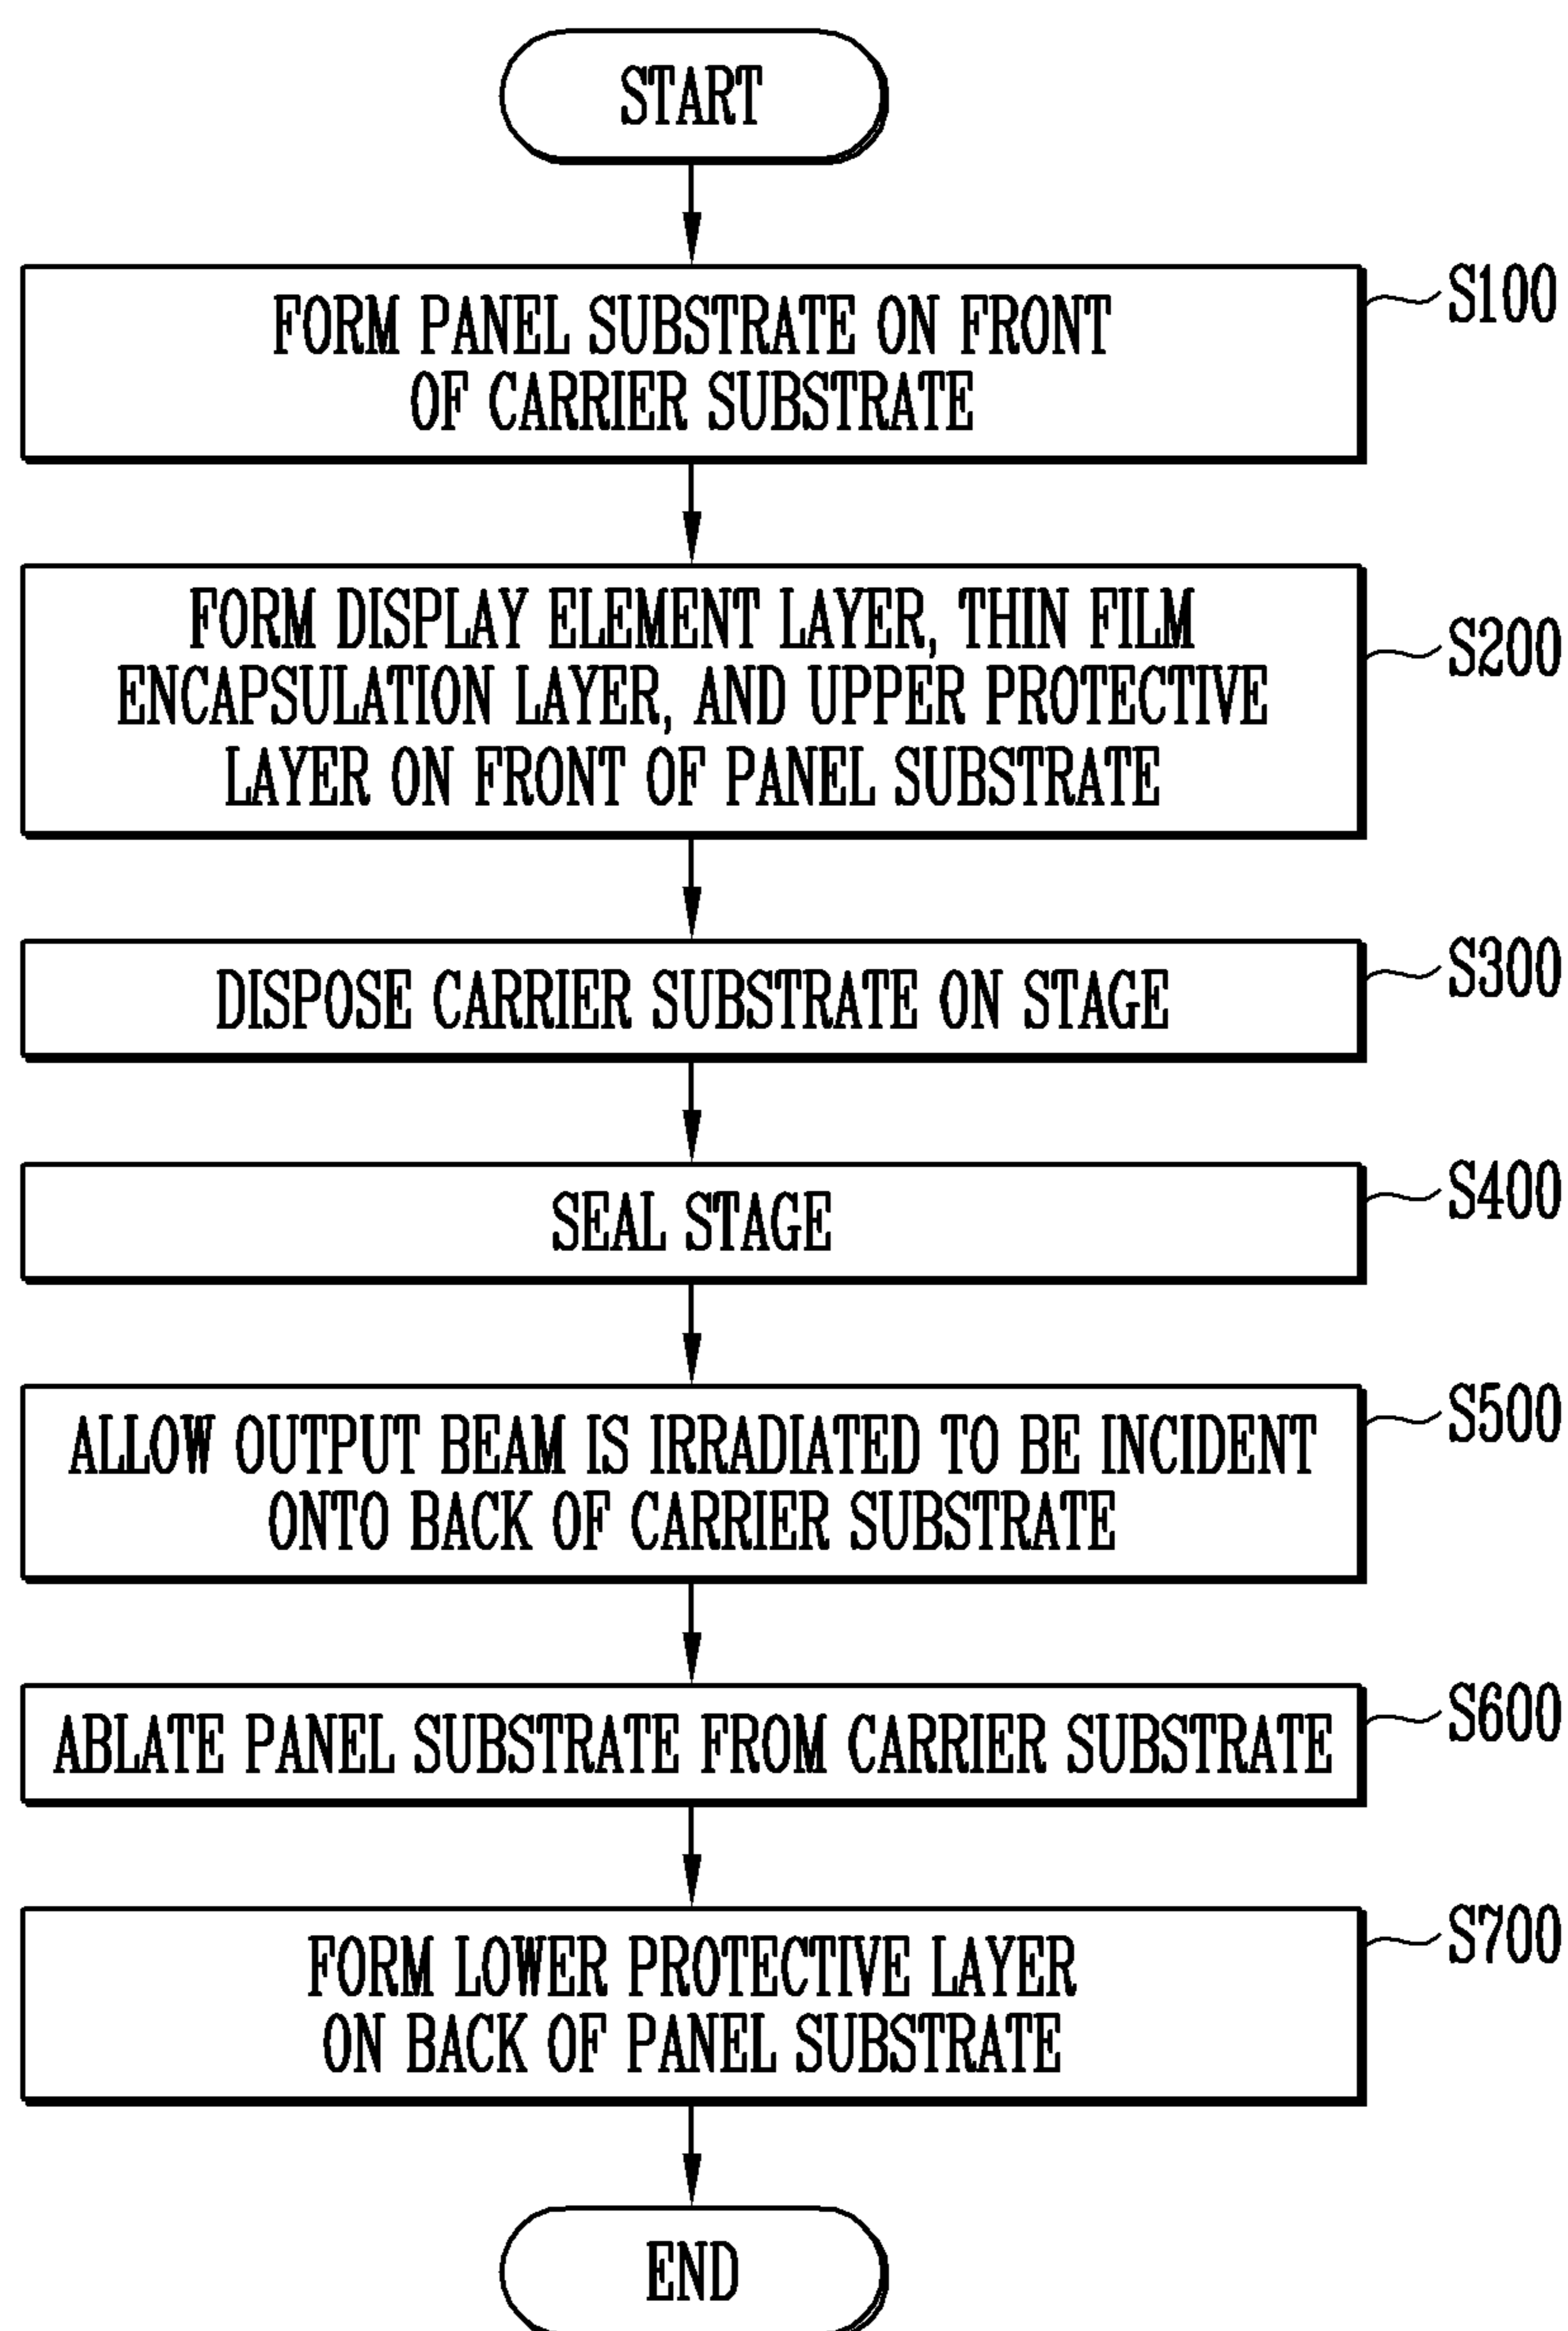 START
S100
FORM PANEL SUBSTRATE ON FRONT
OF CARRIER SUBSTRATE
S200
FORM DISPLAY ELEMENT LAYER, THIN FILM
ENCAPSULATION LAYER, AND UPPER PROTECTIVE
LAYER ON FRONT OF PANEL SUBSTRATE
S300
DISPOSE CARRIER SUBSTRATE ON STAGE
S400
SEAL STAGE
S500
ALLOW OUTPUT BEAM IS IRRADIATED TO BE INCIDENT
ONTO BACK OF CARRIER SUBSTRATE
S600
ABLATE PANEL SUBSTRATE FROM CARRIER SUBSTRATE
S700
FORM LOWER PROTECTIVE LAYER
ON BACK OF PANEL SUBSTRATE
END